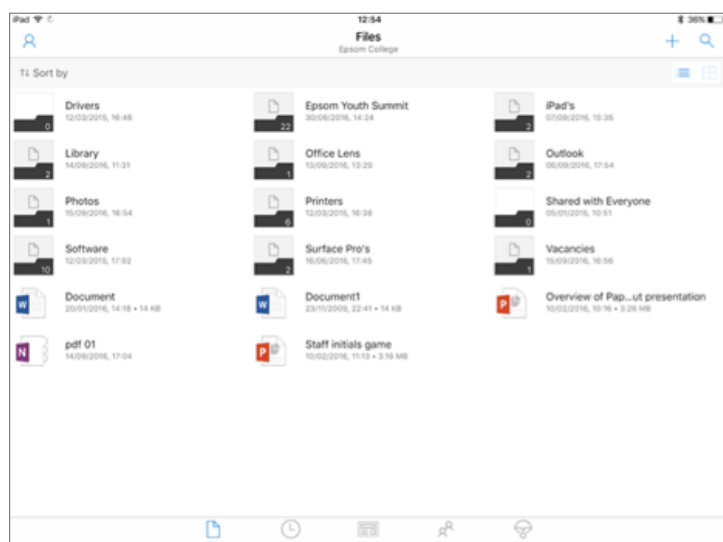 iPad 12:54 36%
Files
Epsom College
Sort by
Drivers
12/03/2015, 16:46
0
Epsom Youth Summit
30/06/2016, 14:24
22
iPad's
07/09/2016, 15:35
2
Library
14/09/2016, 11:31
2
Office Lens
13/09/2016, 13:29
1
Outlook
06/09/2016, 17:54
2
Photos
15/09/2016, 16:54
1
Printers
12/03/2015, 16:38
6
Shared with Everyone
05/01/2015, 10:51
0
Software
12/03/2015, 17:02
10
Surface Pro's
16/06/2016, 17:45
2
Vacancies
15/03/2016, 16:56
1
W
Document
20/01/2016, 14:18 • 14 KB
W
Document1
23/11/2009, 22:41 • 14 KB
P
Overview of Pap...ut presentation
10/02/2016, 10:16 • 3.26 MB
N
pdf 01
14/09/2016, 17:04
P
Staff initials game
10/02/2016, 11:13 • 3.15 MB